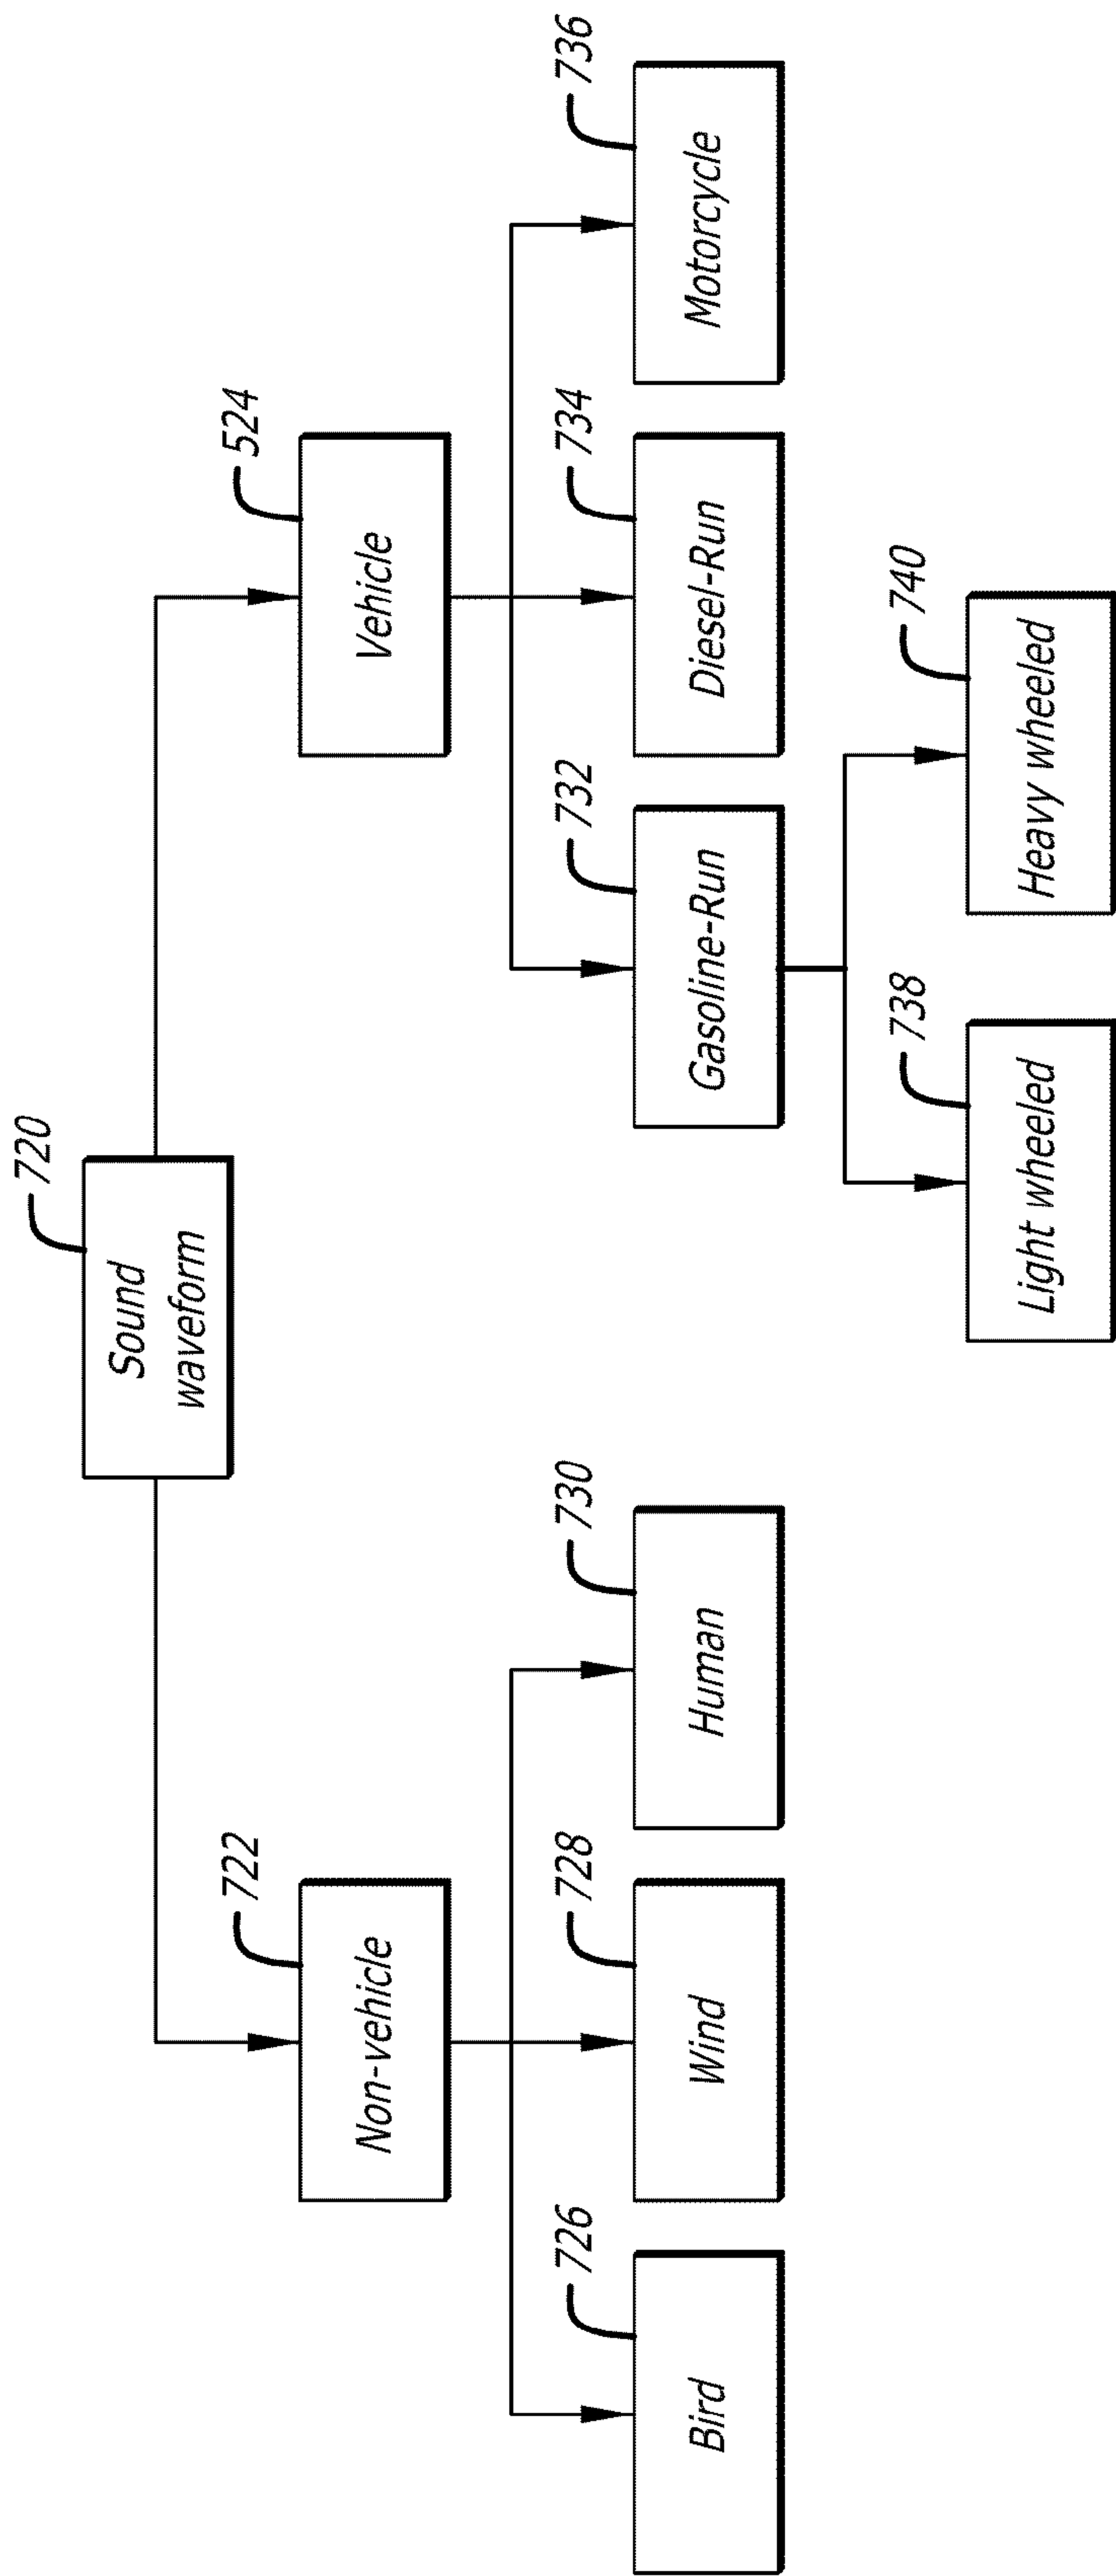 720
Sound
waveform
722
Non-vehicle
524
Vehicle
726
Bird
728
Wind
730
Human
732
Gasoline-Run
734
Diesel-Run
736
Motorcycle
738
Light wheeled
740
Heavy wheeled